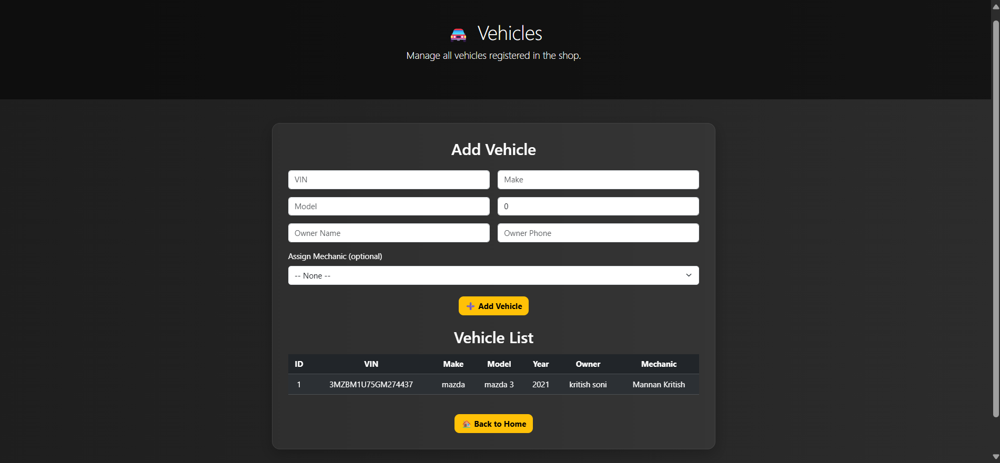 Vehicles
Manage all vehicles registered in the shop.
Add Vehicle
VIN Make
Model 0
Owner Name Owner Phone
Assign Mechanic (optional)
-- None --
Add Vehicle
Vehicle List
ID VIN Make Model Year Owner Mechanic
1 3MZBM1U75GM274437 mazda mazda 3 2021 kritish soni Mannan Kritish
Back to Home